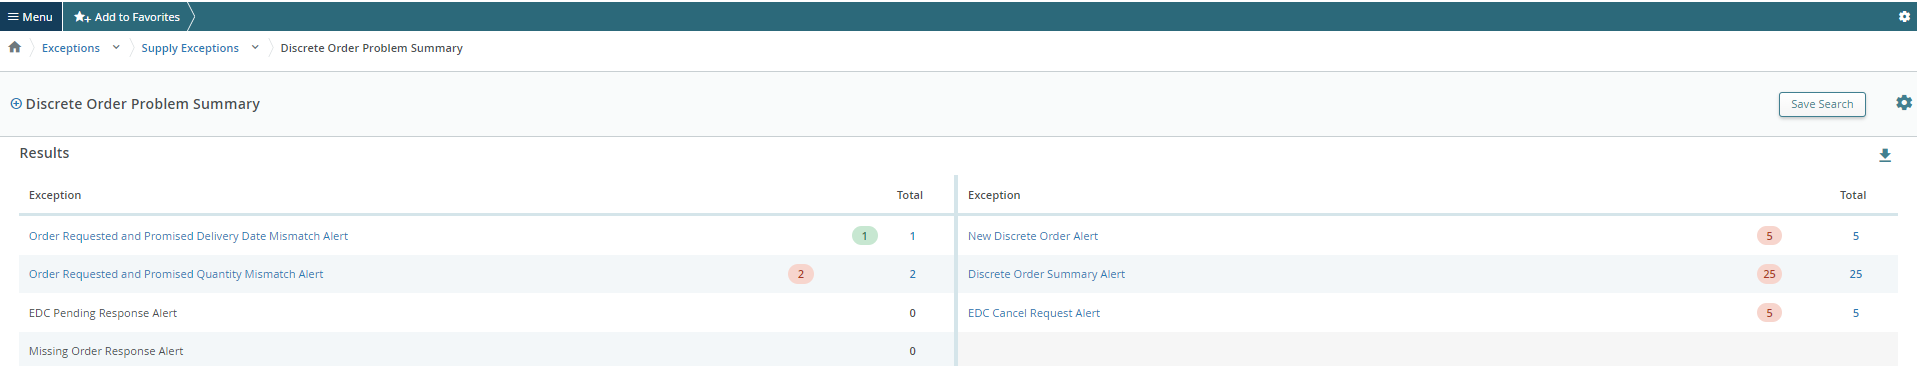 Menu Add to Favorites
Exceptions Supply Exceptions Discrete Order Problem Summary
Discrete Order Problem Summary Save Search
Results
Exception Total Exception Total
Order Requested and Promised Delivery Date Mismatch Alert 1 1 New Discrete Order Alert 5 5
Order Requested and Promised Quantity Mismatch Alert 2 2 Discrete Order Summary Alert 25 25
EDC Pending Response Alert 0 EDC Cancel Request Alert 5 5
Missing Order Response Alert 0